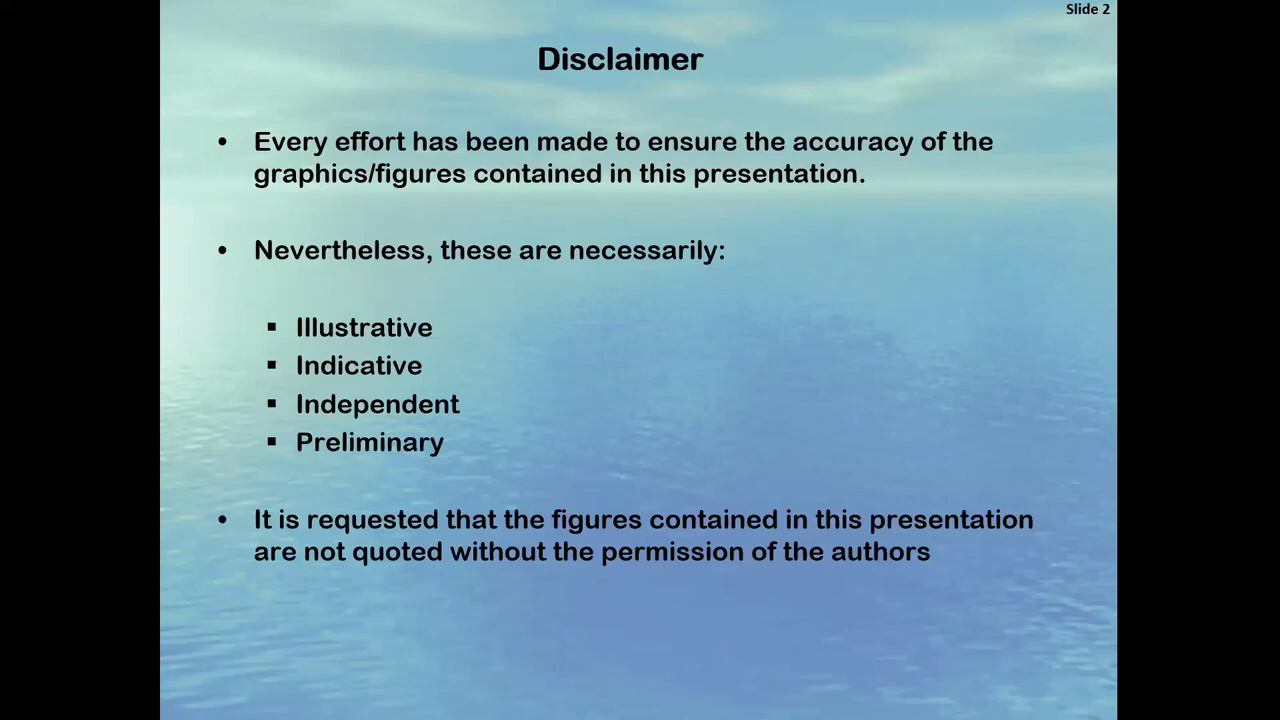 Slide 2
Disclaimer
• Every effort has been made to ensure the accuracy of the
graphics/figures contained in this presentation.
• Nevertheless, these are necessarily:
▪ Illustrative
▪ Indicative
▪ Independent
▪ Preliminary
• It is requested that the figures contained in this presentation
are not quoted without the permission of the authors